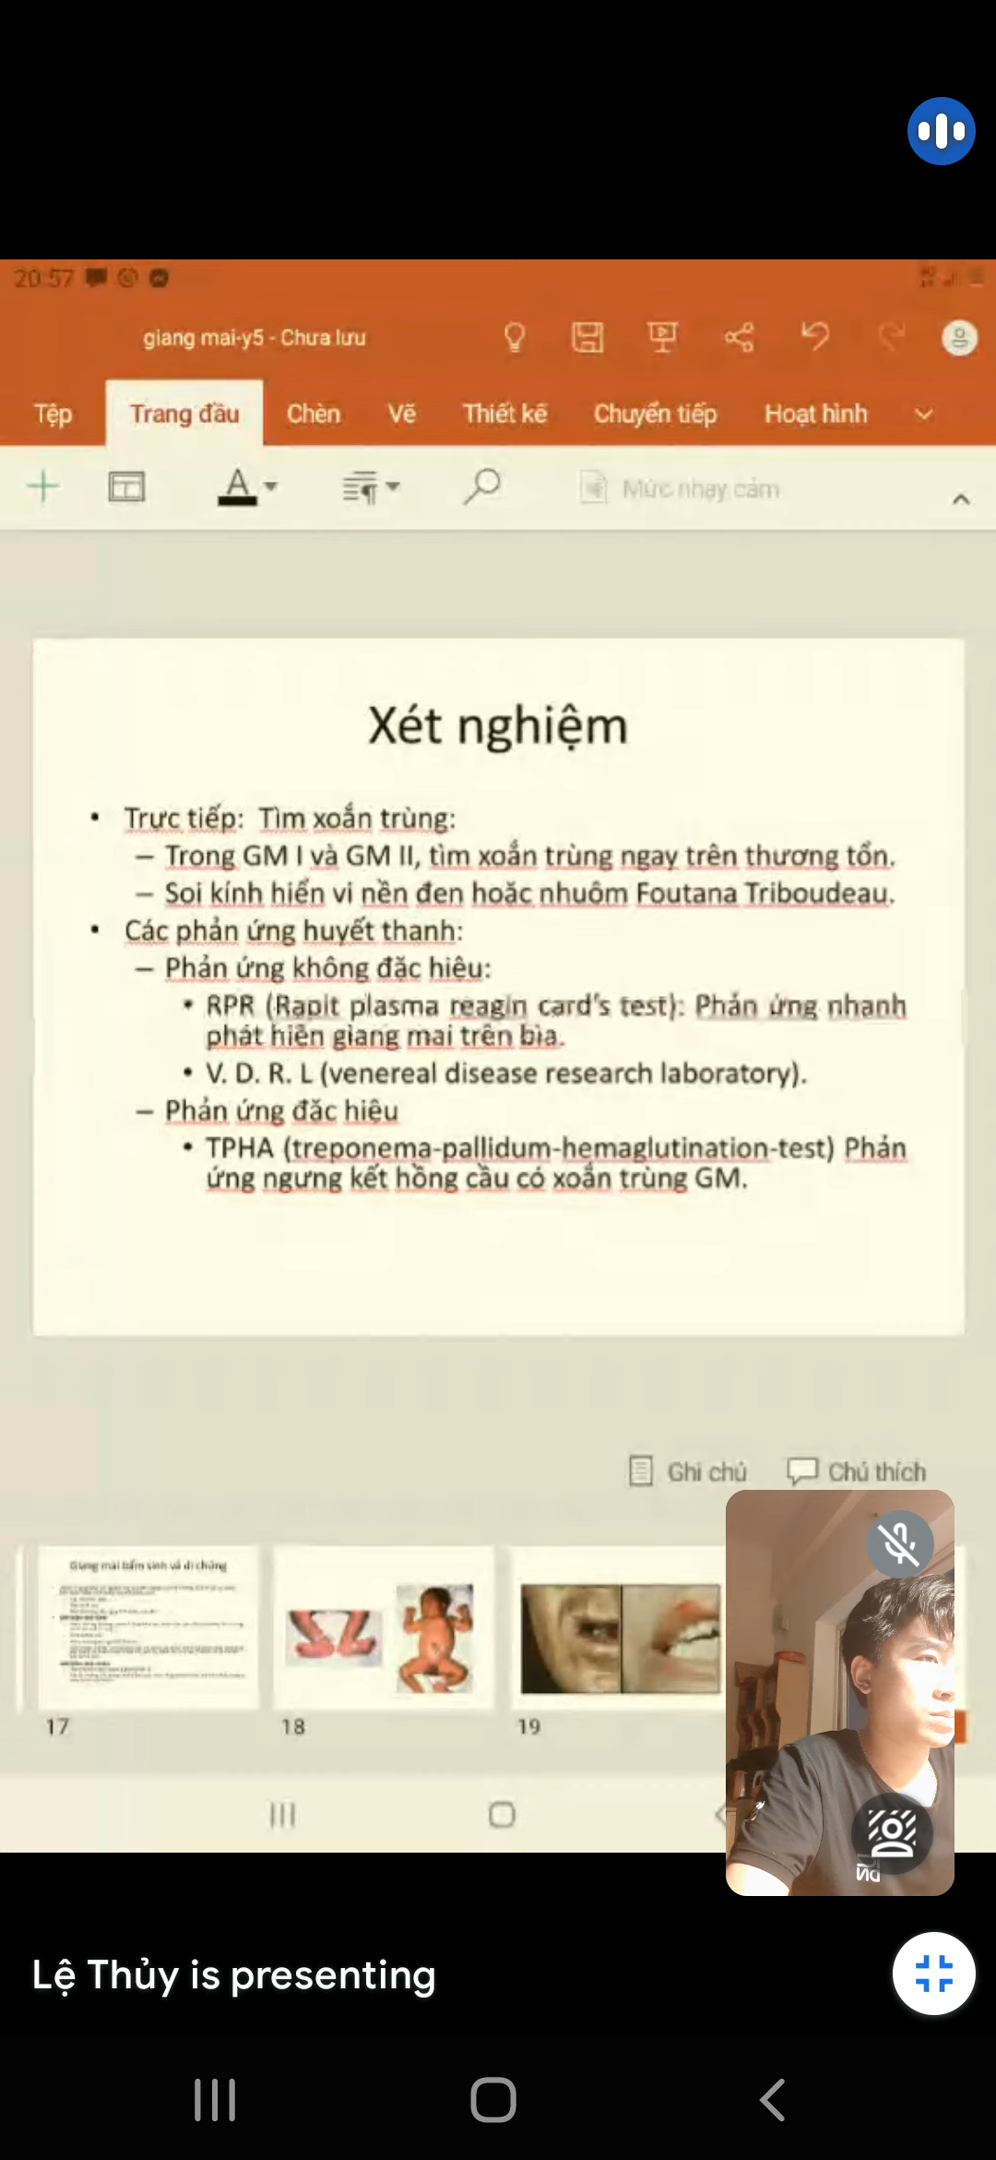 20:57
giang mai-y5 - Chưa lưu
Tệp Trang đầu Chèn Vẽ Thiết kế Chuyển tiếp Hoạt hình
A Mức nhạy cảm
Xét nghiệm
• Trực tiếp: Tìm xoắn trùng:
– Trong GM I và GM II, tìm xoắn trùng ngay trên thương tổn.
– Soi kính hiển vi nền đen hoặc nhuôm Foutana Triboudeau.
• Các phản ứng huyết thanh:
– Phản ứng không đặc hiệu:
• RPR (Rapit plasma reagin card's test): Phản ứng nhanh
phát hiện giang mai trên bìa.
• V. D. R. L (venereal disease research laboratory).
– Phản ứng đặc hiệu
• TPHA (treponema-pallidum-hemaglutination-test) Phản
ứng ngưng kết hồng cầu có xoắn trùng GM.
Ghi chú Chú thích
Giang mai bẩm sinh và di chứng
17 18 19
Lệ Thủy is presenting